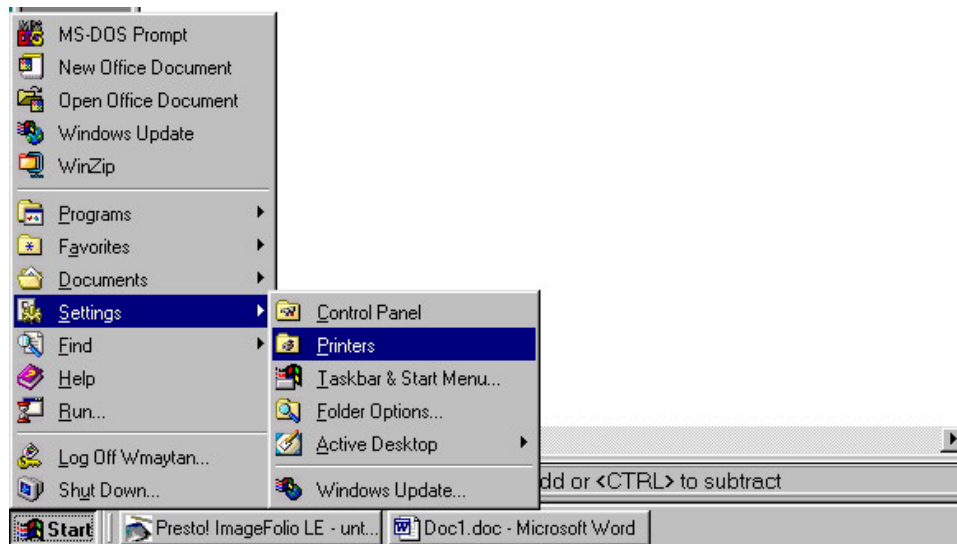 MS-DOS Prompt
New Office Document
Open Office Document
Windows Update
WinZip
Programs
Favorites
Documents
Settings
Find
Help
Run...
Log Off Wmaytan...
Shut Down...
Control Panel
Printers
Taskbar & Start Menu...
Folder Options...
Active Desktop
Windows Update...
dd or <CTRL> to subtract
Start
Presto! ImageFolio LE - unt...
Doc1.doc - Microsoft Word